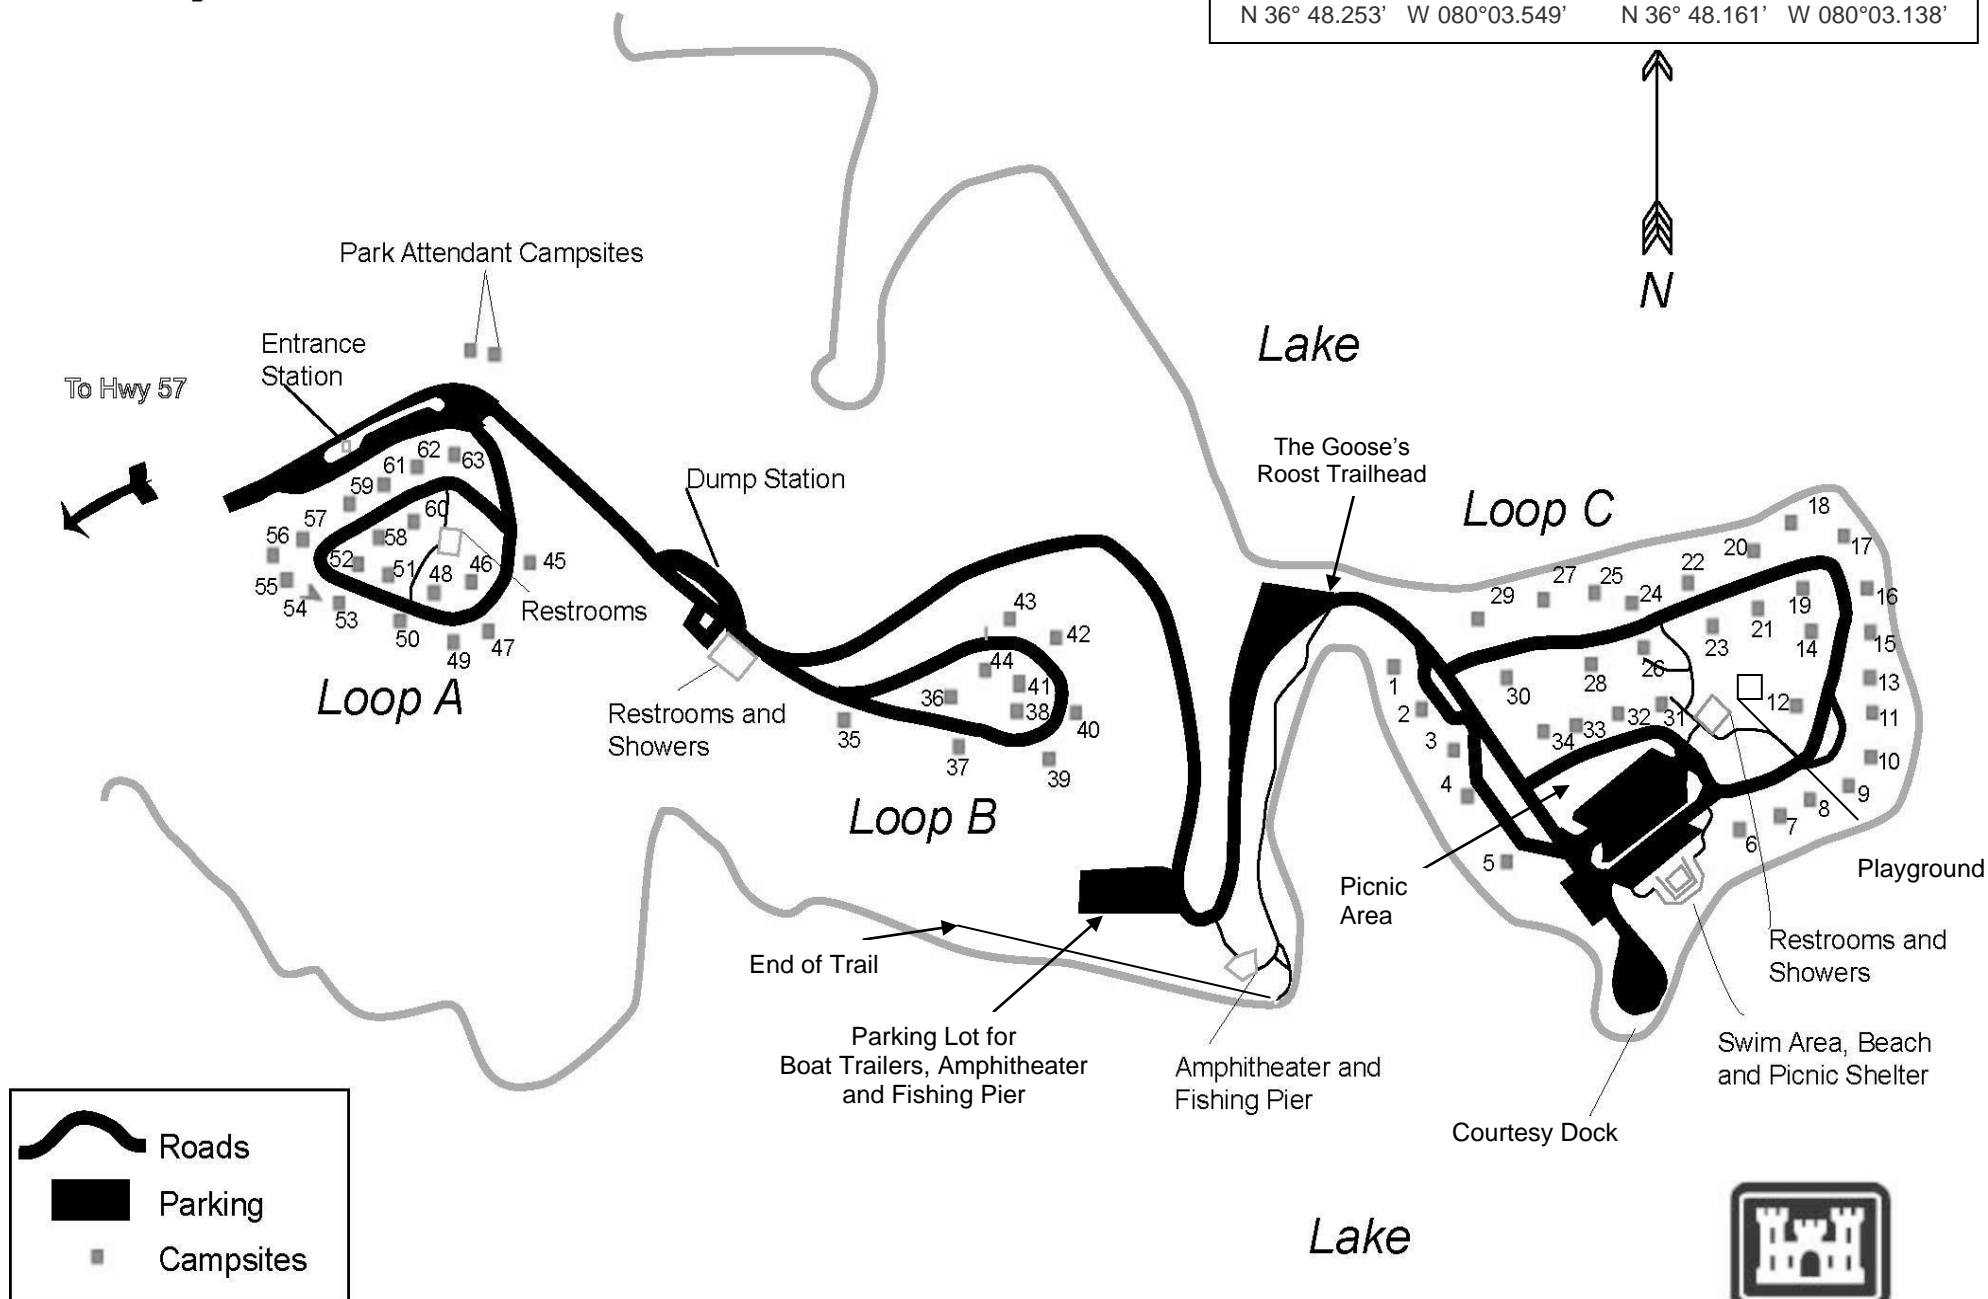 N 36° 48.253’ W 080°03.549’ N 36° 48.161’ W 080°03.138’
N
Park Attendant Campsites
Entrance
Station
To Hwy 57
Lake
The Goose’s
Roost Trailhead
Dump Station
Loop C
62
63
61
59
60
57
56
58
52
51
48
46
45
55
54
53
50
49
47
Restrooms
Loop A
Restrooms and
Showers
43
42
44
41
36
38
40
35
37
39
Loop B
18
17
20
22
27
25
24
29
19
16
21
23
14
15
26
28
30
13
12
11
1
2
3
4
5
31
32
33
34
10
9
8
7
6
Picnic
Area
Playground
End of Trail
Restrooms and
Showers
Parking Lot for
Boat Trailers, Amphitheater
and Fishing Pier
Amphitheater and
Fishing Pier
Swim Area, Beach
and Picnic Shelter
Courtesy Dock
Roads
Parking
Campsites
Lake